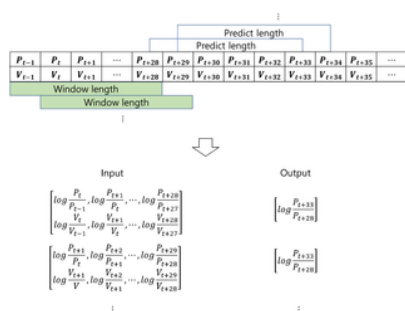 ⋮
Predict length
Predict length
P_{t-1} P_t P_{t+1} ⋯ P_{t+28} P_{t+29} P_{t+30} P_{t+31} P_{t+32} P_{t+33} P_{t+34} P_{t+35} ⋯
V_{t-1} V_t V_{t+1} ⋯ V_{t+28} V_{t+29} V_{t+30} V_{t+31} V_{t+32} V_{t+33} V_{t+34} V_{t+35} ⋯
Window length
Window length
⋮
Input Output
[log P_t/P_{t-1}, log P_{t+1}/P_t, ⋯, log P_{t+28}/P_{t+27}
log V_t/V_{t-1}, log V_{t+1}/V_t, ⋯, log V_{t+28}/V_{t+27}] [log P_{t+33}/P_{t+28}]
[log P_{t+1}/P_t, log P_{t+2}/P_{t+1}, ⋯, log P_{t+29}/P_{t+28}
log V_{t+1}/V, log V_{t+2}/V_{t+1}, ⋯, log V_{t+29}/V_{t+28}] [log P_{t+33}/P_{t+28}]
⋮ ⋮